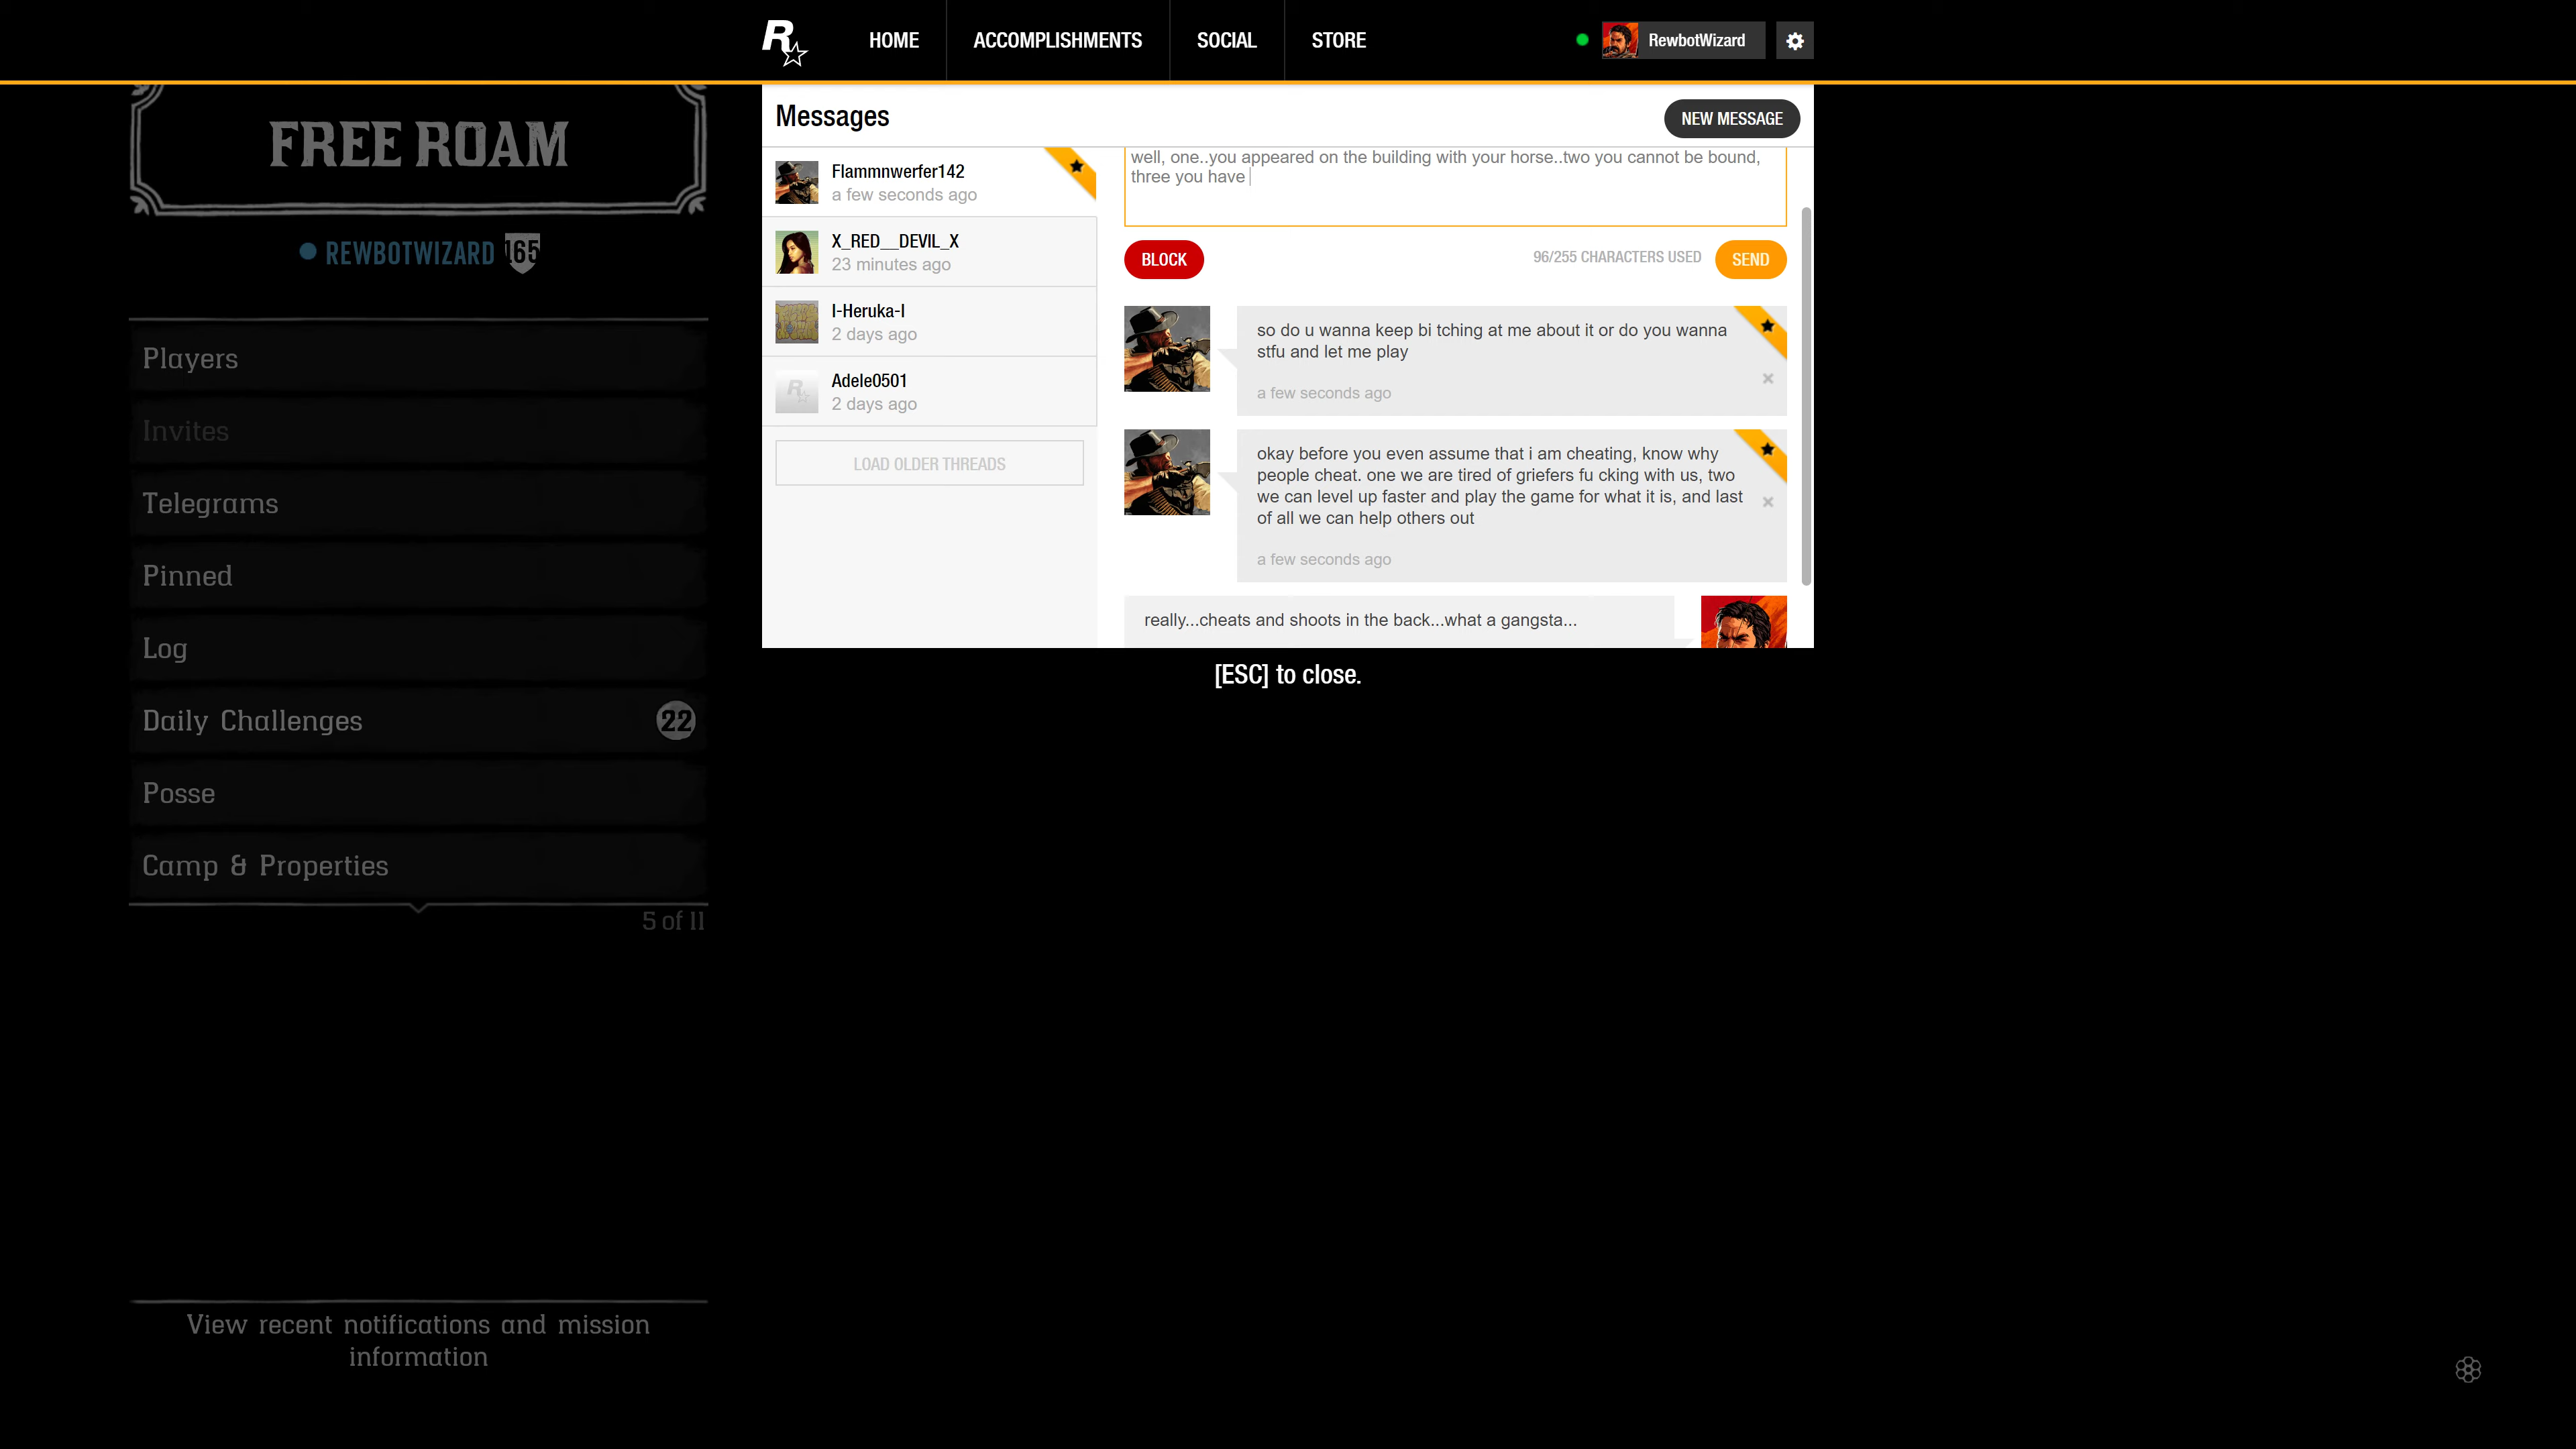 HOME
ACCOMPLISHMENTS
SOCIAL
STORE
RewbotWizard
FREE ROAM
REWBOTWIZARD 165
Players
Invites
Telegrams
Pinned
Log
Daily Challenges 22
Posse
Camp & Properties
5 of 11
View recent notifications and mission
information
Messages
NEW MESSAGE
Flammnwerfer142
a few seconds ago
X_RED__DEVIL_X
23 minutes ago
I-Heruka-I
2 days ago
Adele0501
2 days ago
LOAD OLDER THREADS
well, one..you appeared on the building with your horse..two you cannot be bound,
three you have
BLOCK
96/255 CHARACTERS USED
SEND
so do u wanna keep bi tching at me about it or do you wanna
stfu and let me play
a few seconds ago
okay before you even assume that i am cheating, know why
people cheat. one we are tired of griefers fu cking with us, two
we can level up faster and play the game for what it is, and last
of all we can help others out
a few seconds ago
really...cheats and shoots in the back...what a gangsta...
[ESC] to close.